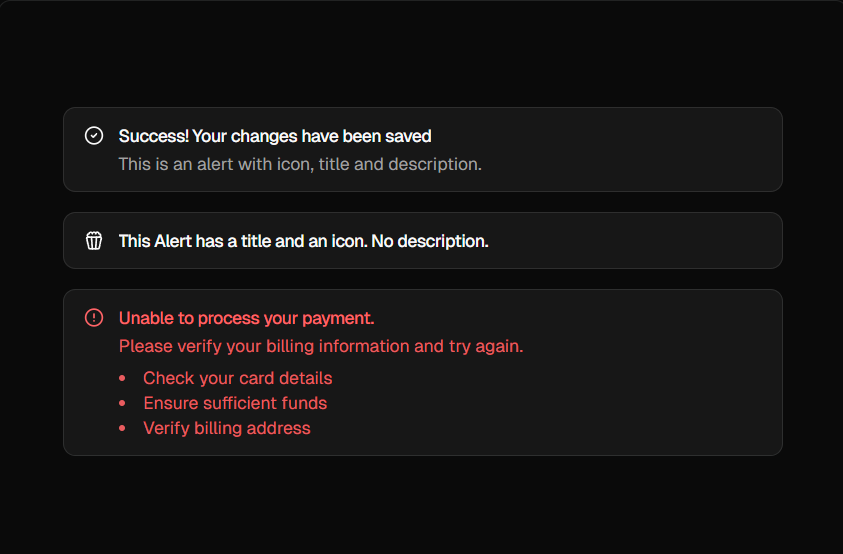 Success! Your changes have been saved
This is an alert with icon, title and description.
This Alert has a title and an icon. No description.
Unable to process your payment.
Please verify your billing information and try again.
• Check your card details
• Ensure sufficient funds
• Verify billing address